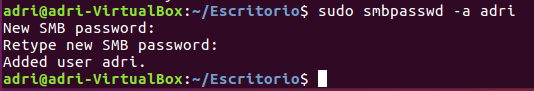 adri@adri-VirtualBox:~/Escritorio$ sudo smbpasswd -a adri
New SMB password:
Retype new SMB password:
Added user adri.
adri@adri-VirtualBox:~/Escritorio$